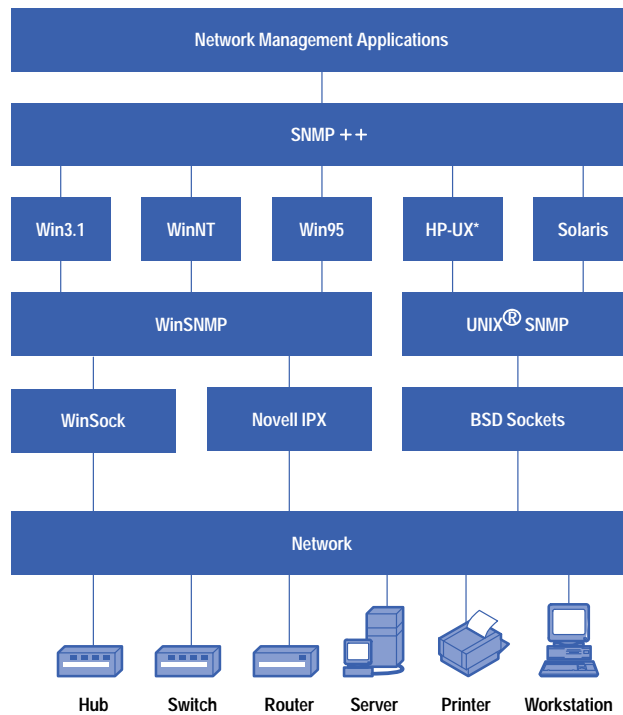 Network Management Applications
SNMP ++
Win3.1 WinNT Win95 HP-UX* Solaris
WinSNMP UNIX® SNMP
WinSock Novell IPX BSD Sockets
Network
Hub Switch Router Server Printer Workstation